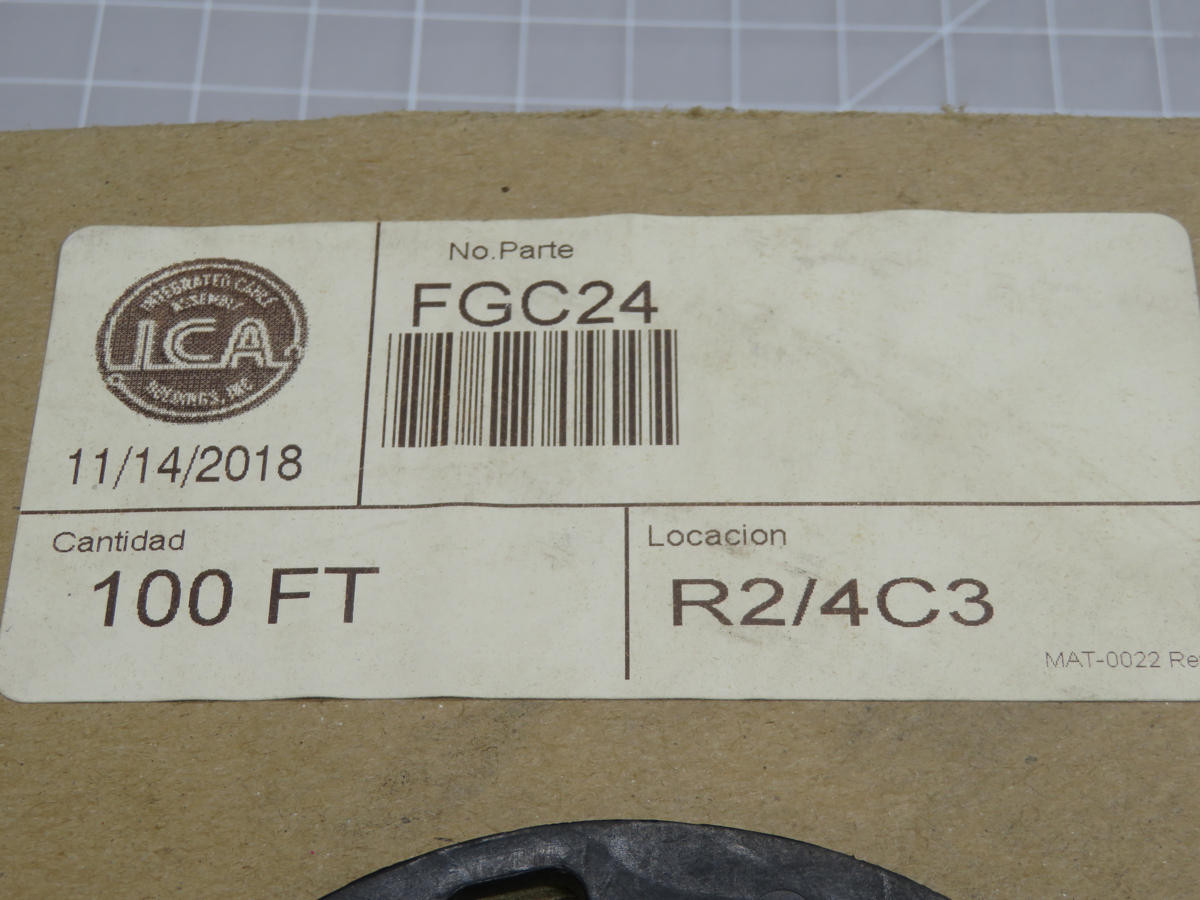 INTEGRATED CABLE
ASSEMBLY
ICA
HOLDINGS, INC.
11/14/2018
No.Parte
FGC24
Cantidad
100 FT
Locacion
R2/4C3
MAT-0022 Rev